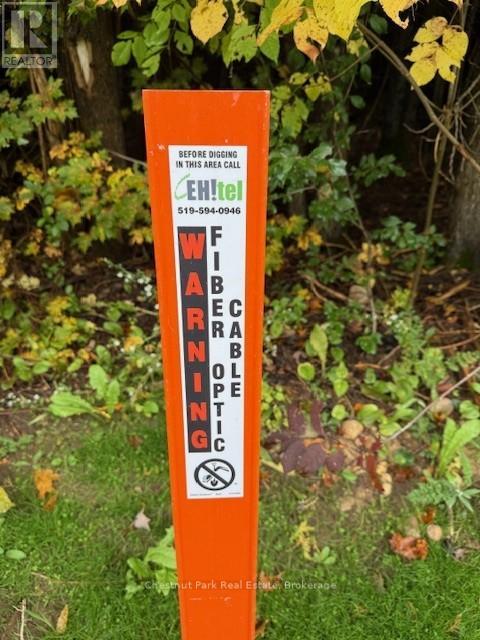 REALTOR
BEFORE DIGGING
IN THIS AREA CALL
EH!tel
519-594-0946
WARNING
FIBER OPTIC
CABLE
Chestnut Park Real Estate, Brokerage